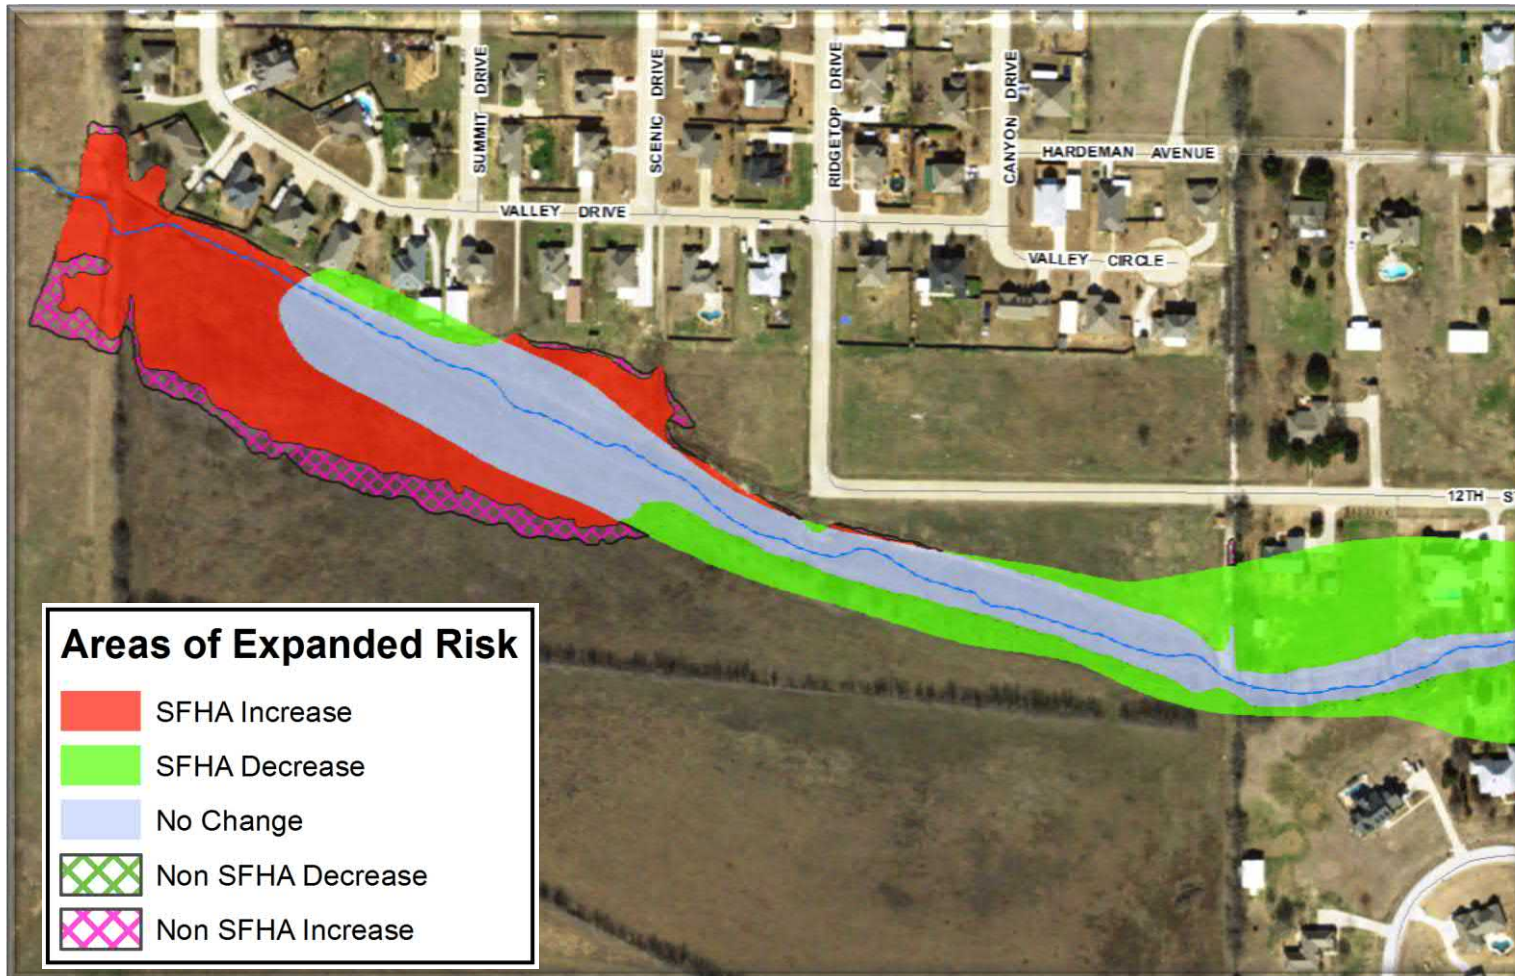 SUMMIT DRIVE
SCENIC DRIVE
RIDGETOP DRIVE
CANYON DRIVE
HARDEMAN AVENUE
VALLEY DRIVE
VALLEY CIRCLE
12TH S
Areas of Expanded Risk
SFHA Increase
SFHA Decrease
No Change
Non SFHA Decrease
Non SFHA Increase